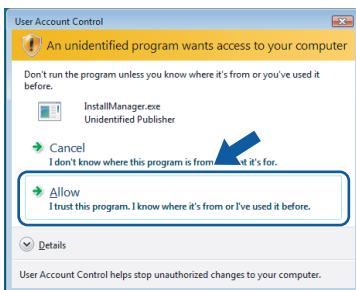 User Account Control
An unidentified program wants access to your computer
Don't run the program unless you know where it's from or you've used it
before.
InstallManager.exe
Unidentified Publisher
Cancel
I don't know where this program is from at it's for.
Allow
I trust this program. I know where it's from or I've used it before.
Details
User Account Control helps stop unauthorized changes to your computer.